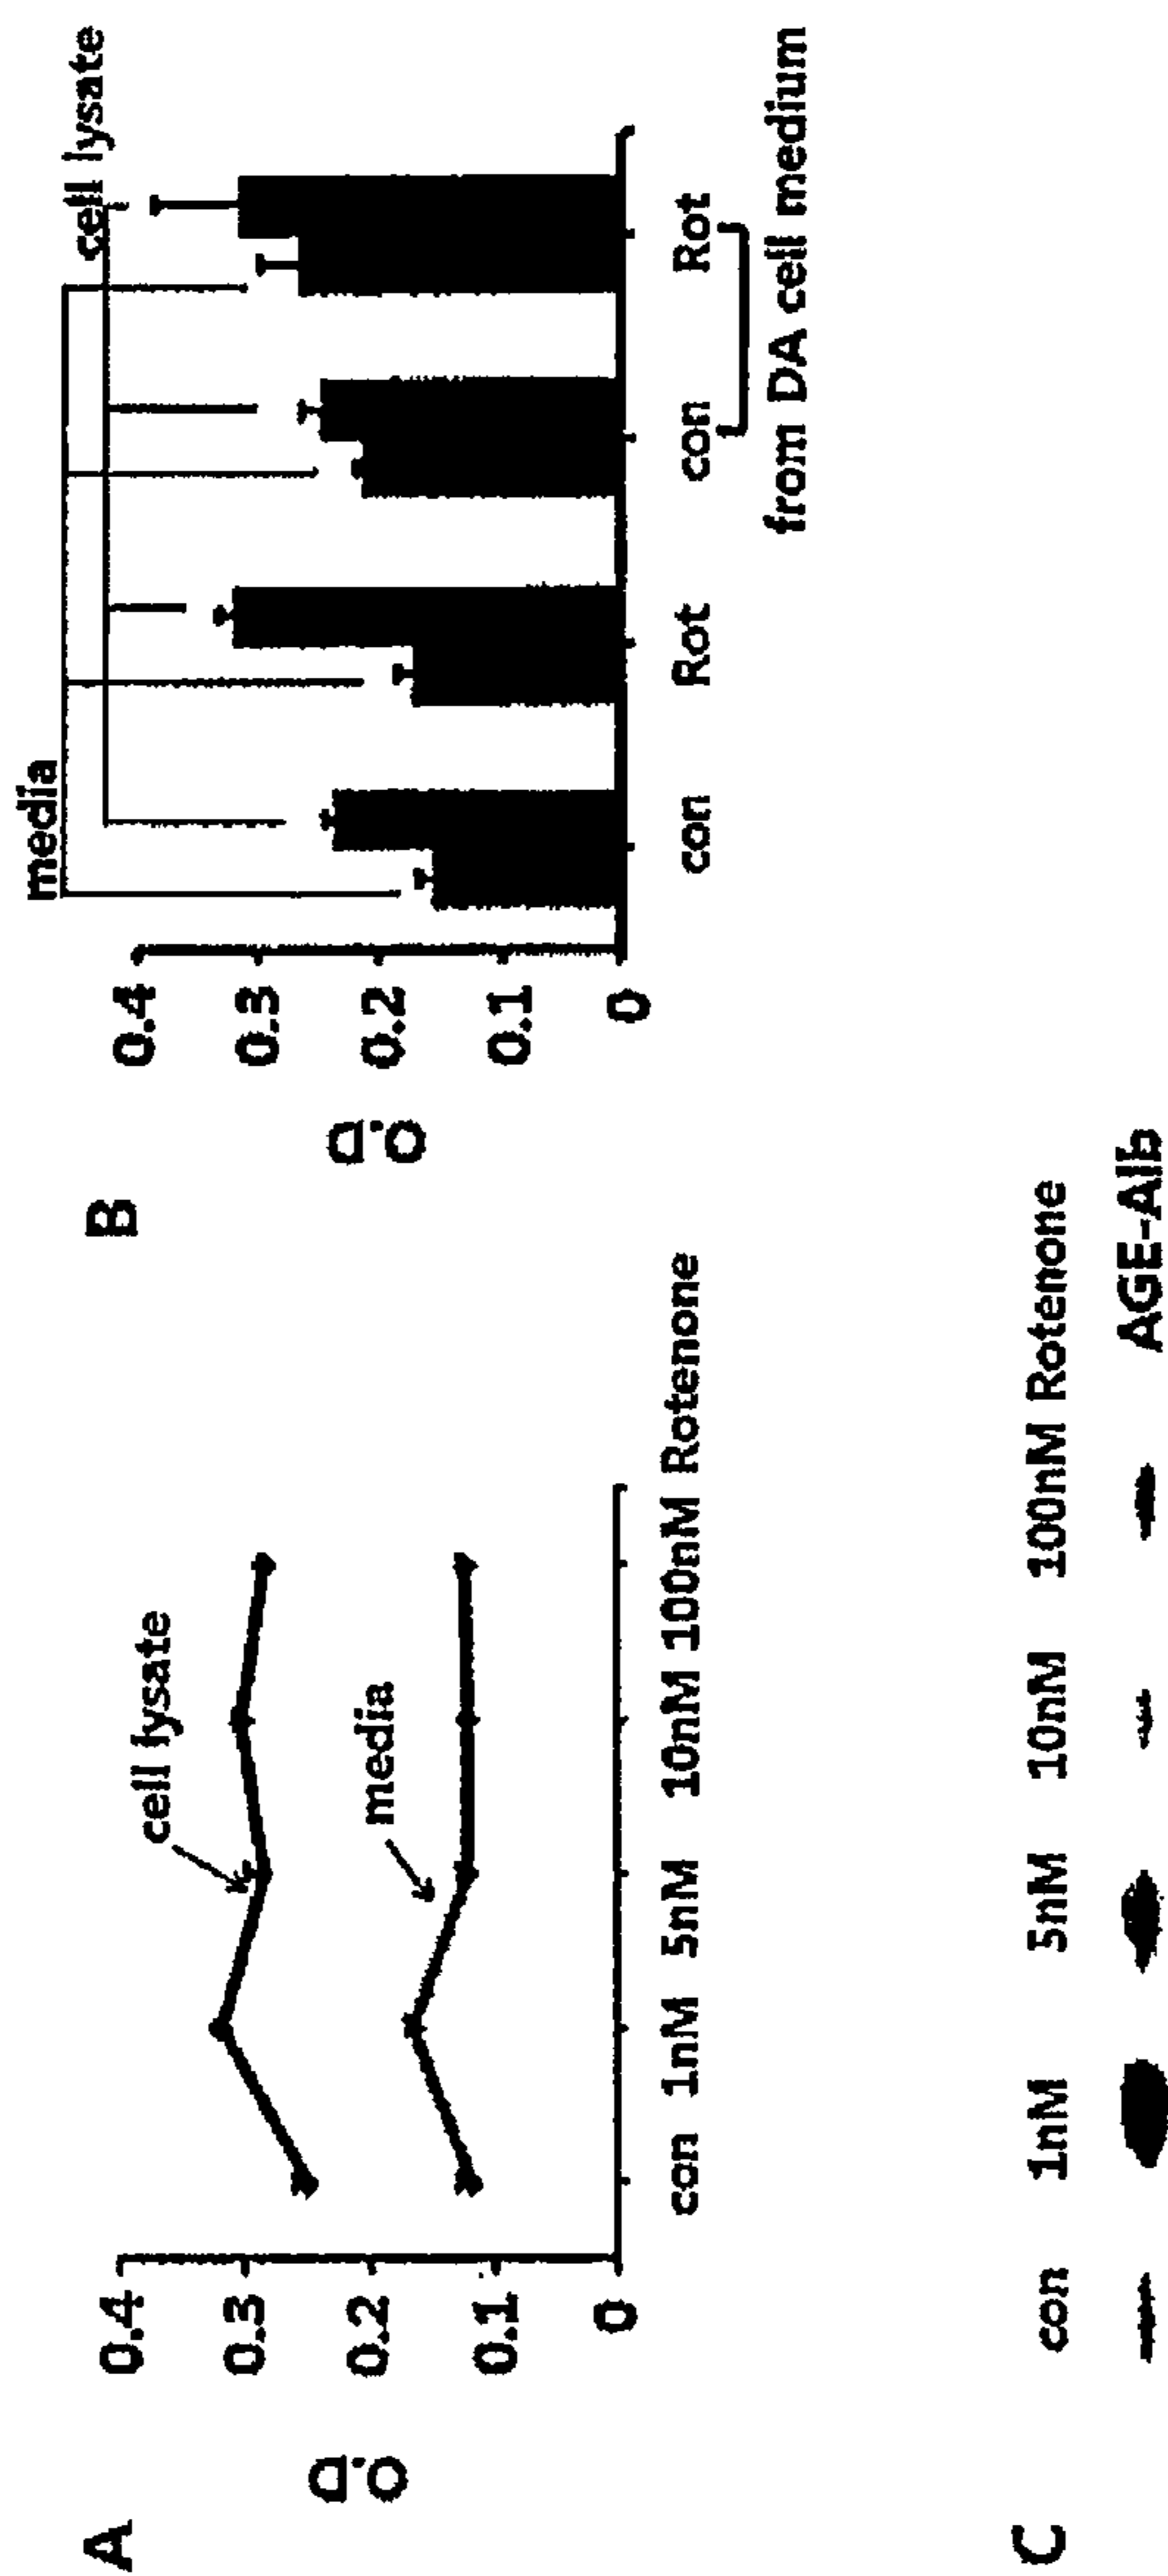 A
O.D
0.4
0.3
0.2
0.1
0
cell lysate
media
con 1nM 5nM 10nM 100nM Rotenone
B
O.D
0.4
0.3
0.2
0.1
0
media
cell lysate
con Rot con Rot
from DA cell medium
C
con 1nM 5nM 10nM 100nM Rotenone
AGE-Alb